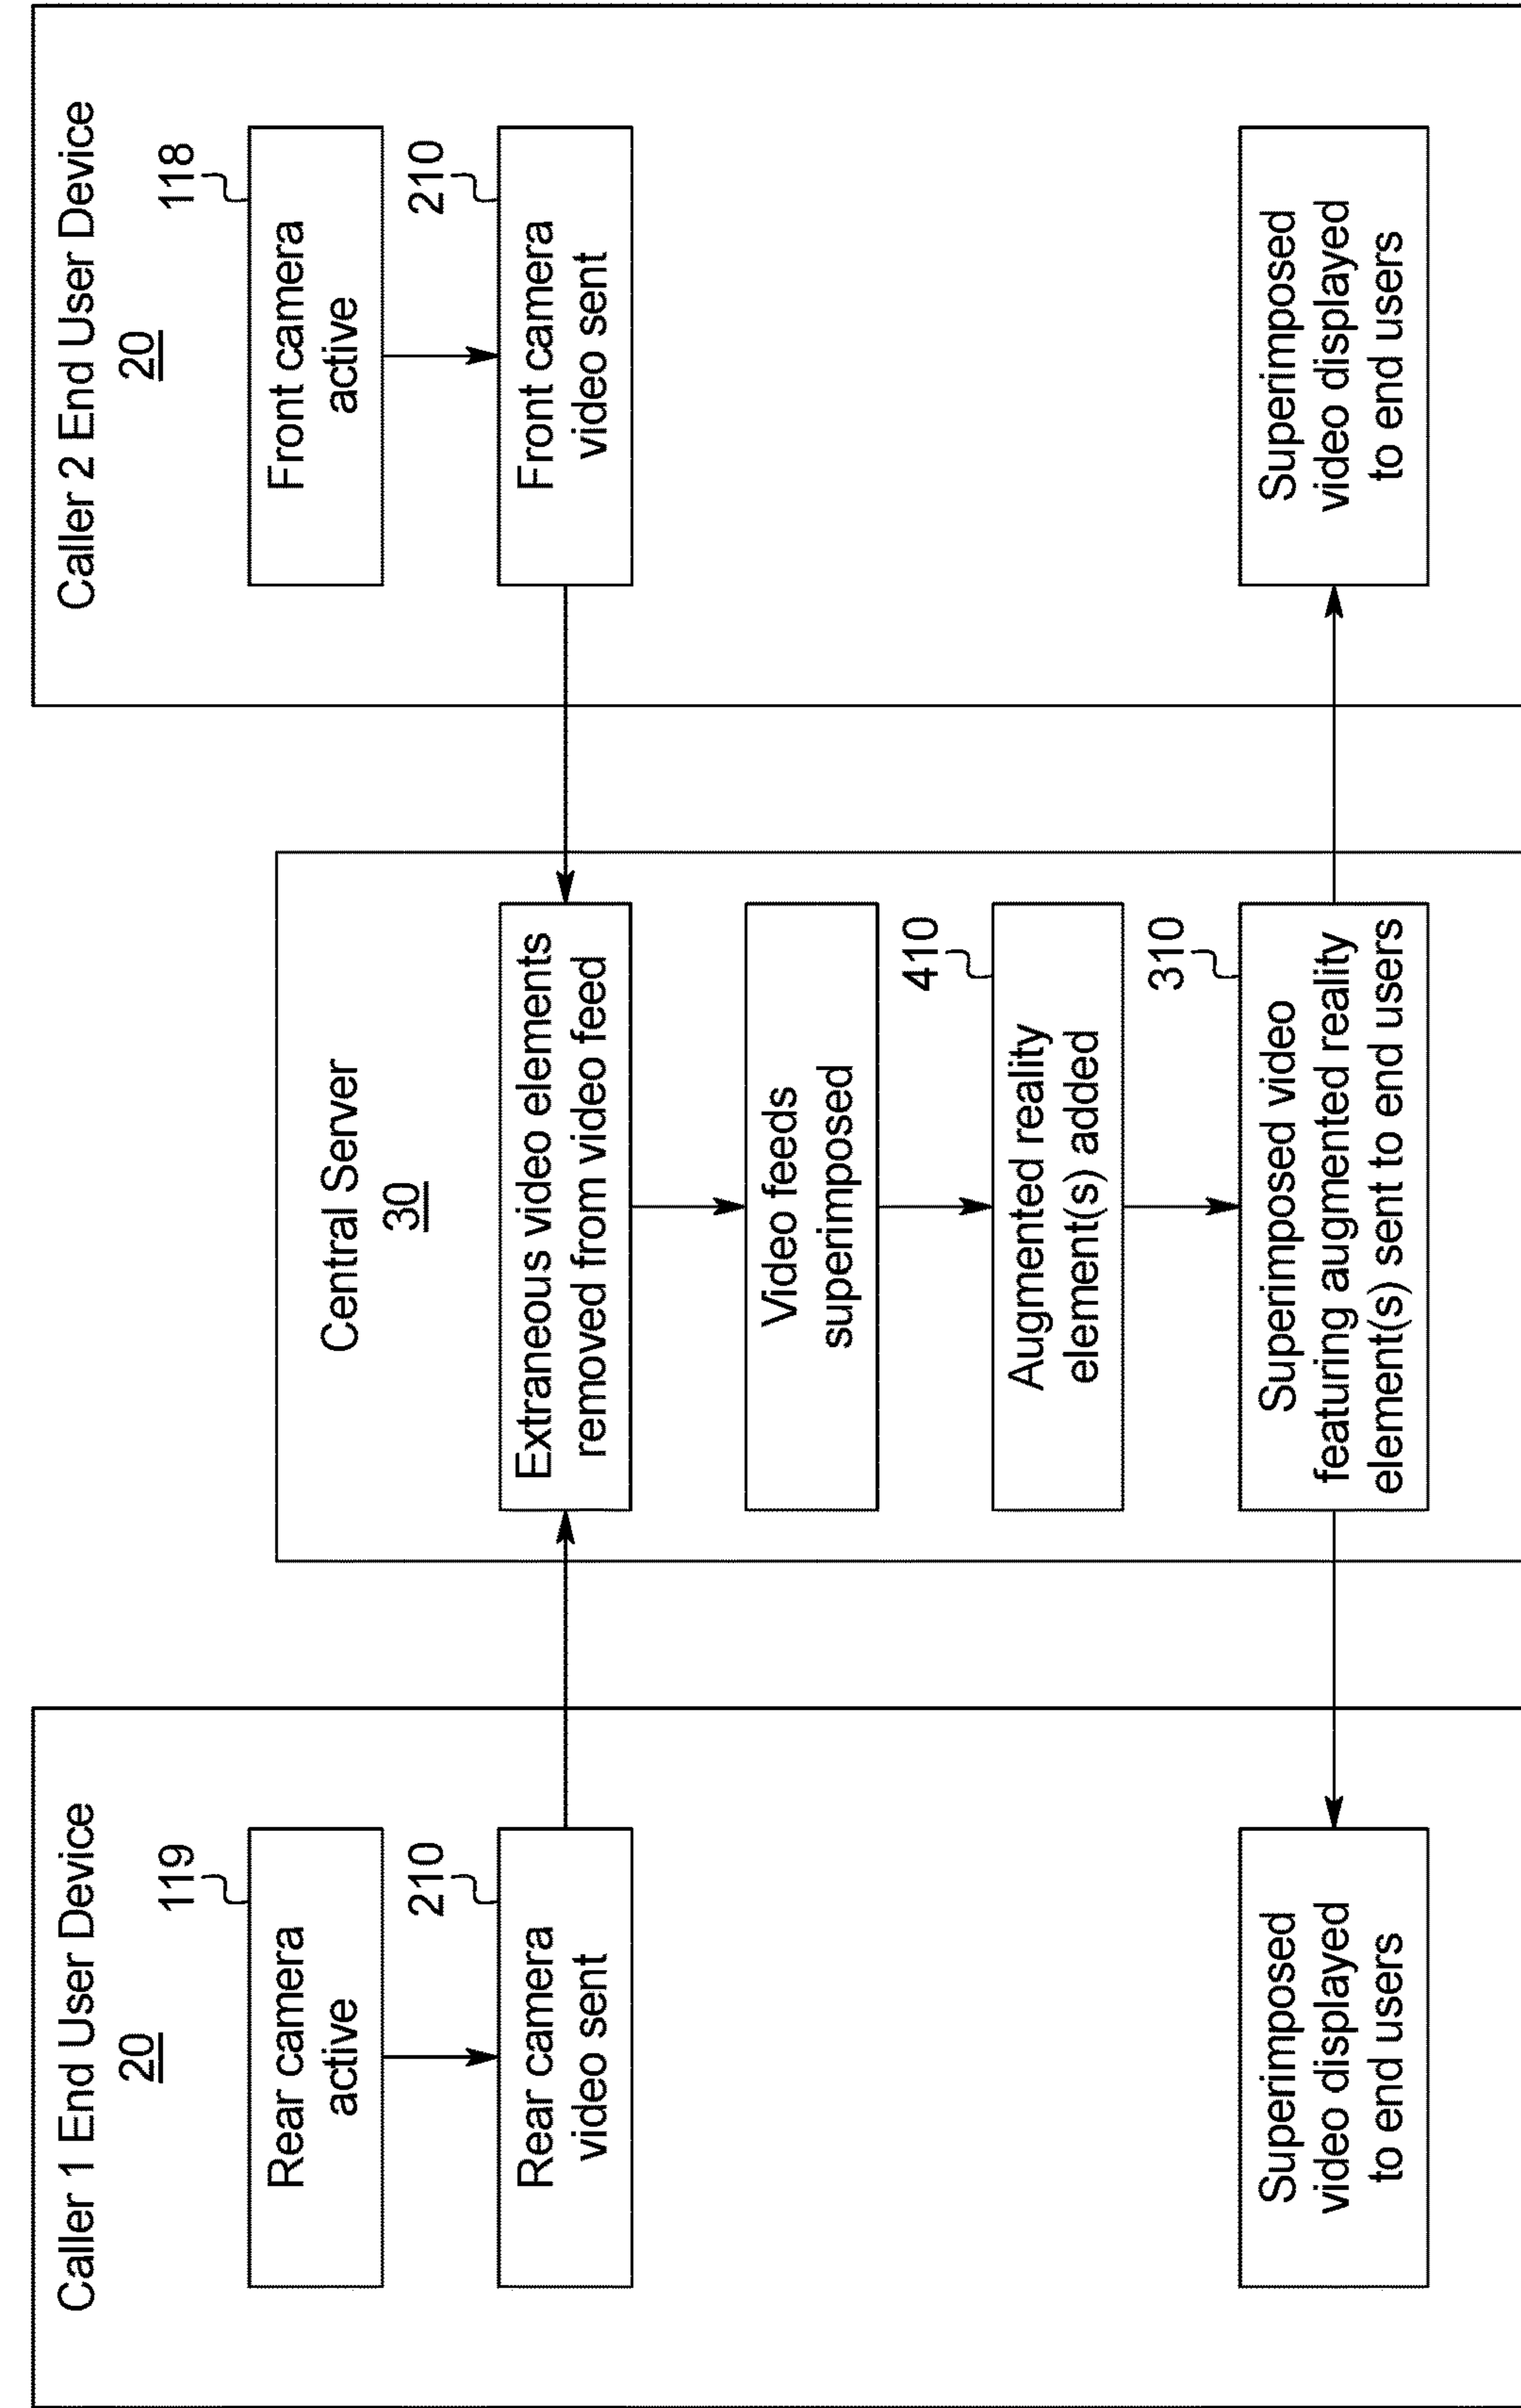 Caller 1 End User Device
20
119
Rear camera
active
210
Rear camera
video sent
Superimposed
video displayed
to end users
Central Server
30
Extraneous video elements
removed from video feed
Video feeds
superimposed
410
Augmented reality
element(s) added
310
Superimposed video
featuring augmented reality
element(s) sent to end users
Caller 2 End User Device
20
118
Front camera
active
210
Front camera
video sent
Superimposed
video displayed
to end users